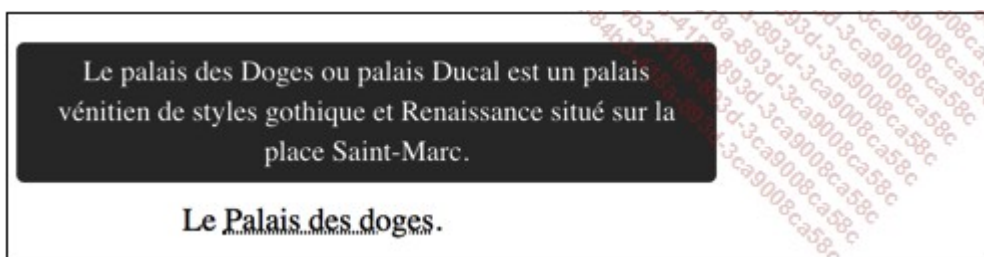 Le palais des Doges ou palais Ducal est un palais
vénitien de styles gothique et Renaissance situé sur la
place Saint-Marc.
Le Palais des doges.